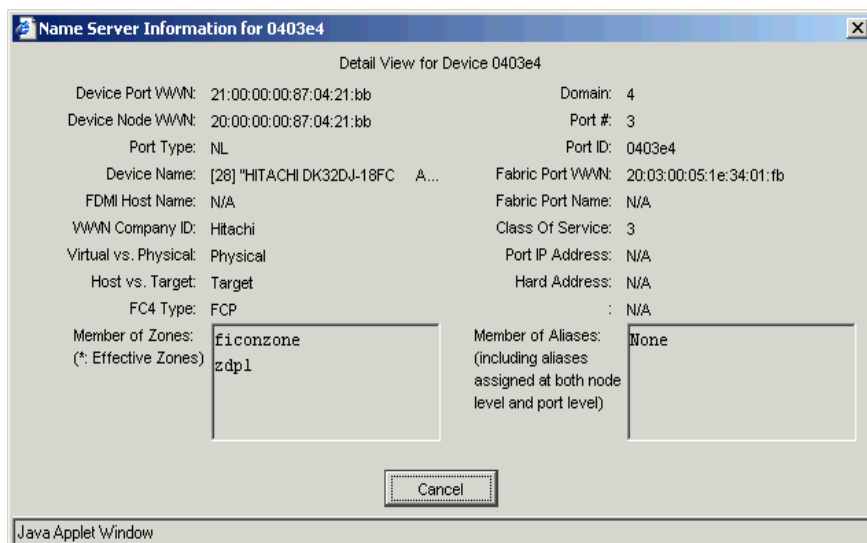 Name Server Information for 0403e4
Detail View for Device 0403e4
Device Port WWN: 21:00:00:00:87:04:21:bb
Device Node WWN: 20:00:00:00:87:04:21:bb
Port Type: NL
Device Name: [28] "HITACHI DK32DJ-18FC A...
FDMI Host Name: N/A
WWN Company ID: Hitachi
Virtual vs. Physical: Physical
Host vs. Target: Target
FC4 Type: FCP
Member of Zones: ficonzone
(*: Effective Zones) zdpl
Domain: 4
Port #: 3
Port ID: 0403e4
Fabric Port WWN: 20:03:00:05:1e:34:01:fb
Fabric Port Name: N/A
Class Of Service: 3
Port IP Address: N/A
Hard Address: N/A
: N/A
Member of Aliases: None
(including aliases
assigned at both node
level and port level)
Cancel
Java Applet Window